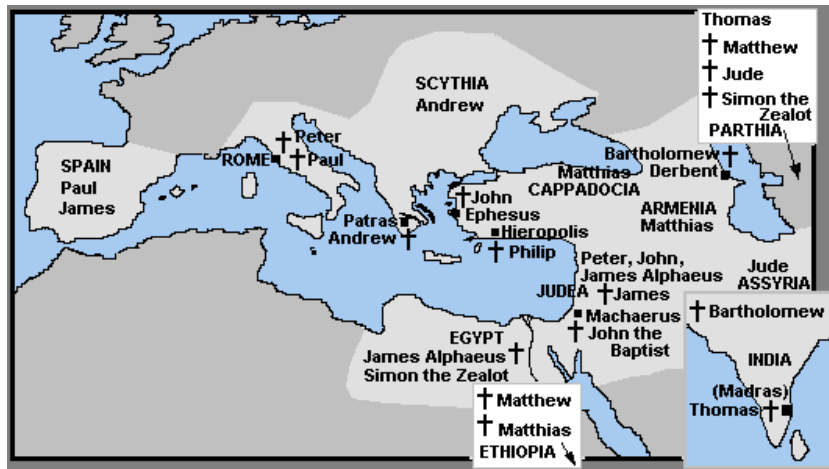 Thomas
† Matthew
† Jude
† Simon the
Zealot
PARTHIA
SCYTHIA
Andrew
† Peter
ROME † Paul
SPAIN
Paul
James
Bartholomew †
Matthias Derbent
CAPPADOCIA
† John
Ephesus
Patras
Andrew †
Hieropolis
† Philip
ARMENIA
Matthias
Peter, John,
James Alphaeus
JUDEA † James
Jude
ASSYRIA
Machaerus
† John the
Baptist
EGYPT
James Alphaeus †
Simon the Zealot
† Matthew
† Matthias
ETHIOPIA
† Bartholomew
INDIA
(Madras)
Thomas †